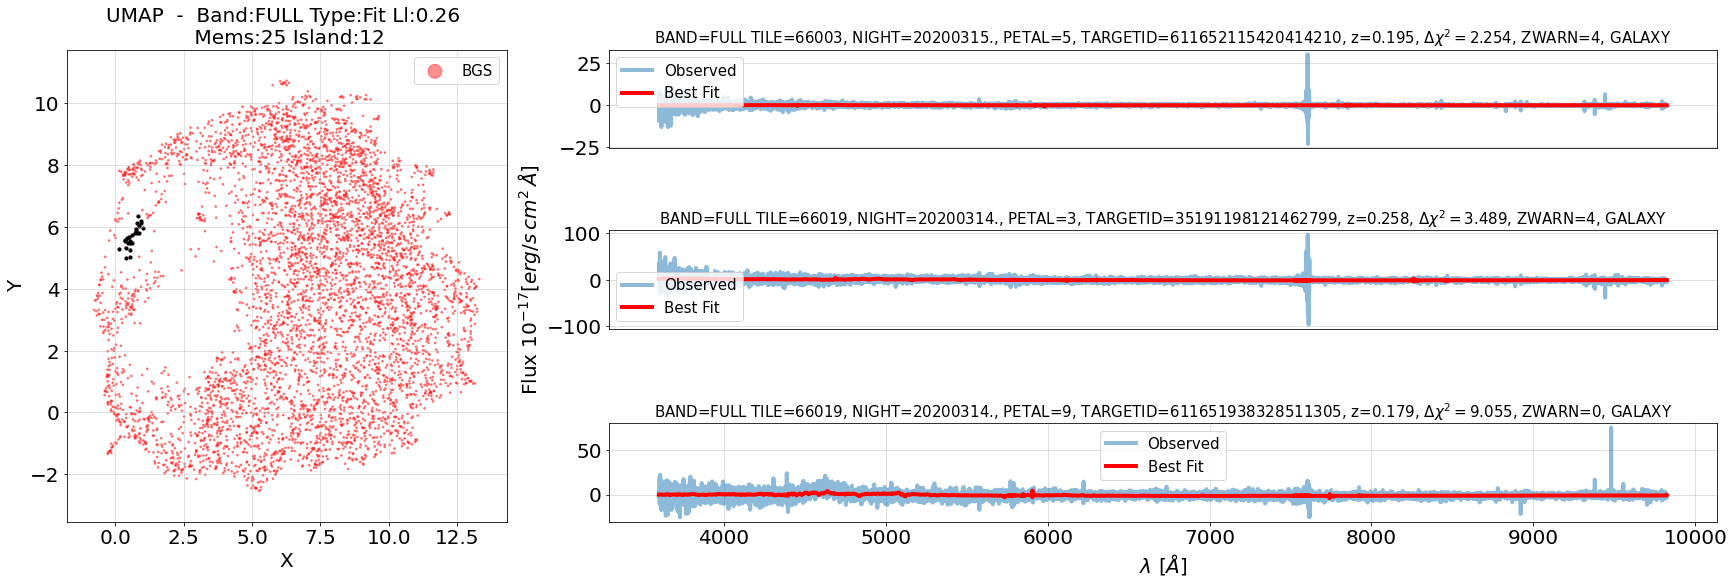 UMAP - Band:FULL Type:Fit Ll:0.26
Mems:25 Island:12
BGS
10
8
6
4
2
0
−2
Y
0.0 2.5 5.0 7.5 10.0 12.5
X
Flux 10⁻¹⁷[erg/s cm² Å]
BAND=FULL TILE=66003, NIGHT=20200315., PETAL=5, TARGETID=611652115420414210, z=0.195, Δχ² = 2.254, ZWARN=4, GALAXY
25
0
−25
Observed
Best Fit
BAND=FULL TILE=66019, NIGHT=20200314., PETAL=3, TARGETID=35191198121462799, z=0.258, Δχ² = 3.489, ZWARN=4, GALAXY
100
0
−100
Observed
Best Fit
BAND=FULL TILE=66019, NIGHT=20200314., PETAL=9, TARGETID=611651938328511305, z=0.179, Δχ² = 9.055, ZWARN=0, GALAXY
50
0
Observed
Best Fit
4000 5000 6000 7000 8000 9000 10000
λ [Å]